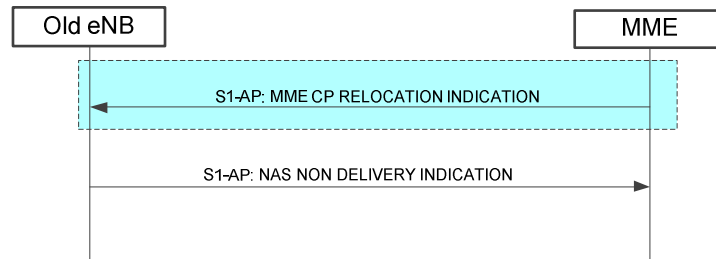 Old eNB
MME
S1-AP: MME CP RELOCATION INDICATION
S1-AP: NAS NON DELIVERY INDICATION